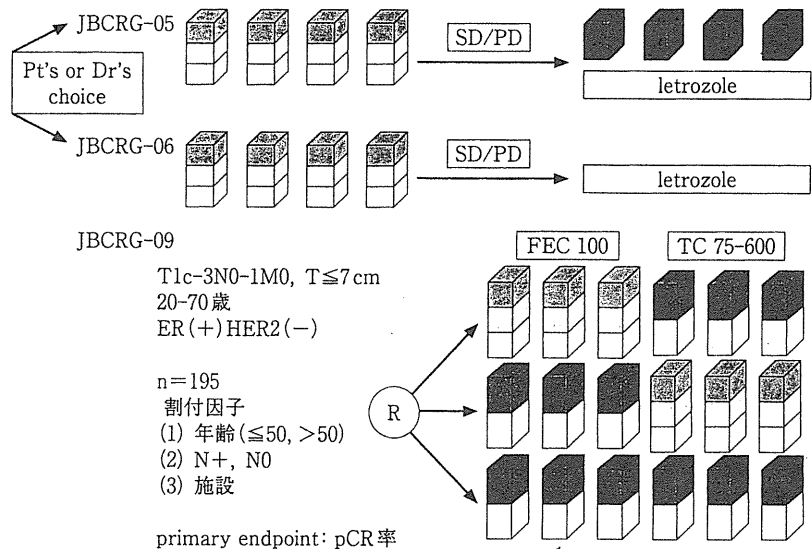 JBCRG-05
SD/PD
Pt's or Dr's
choice
letrozole
JBCRG-06
SD/PD
letrozole
JBCRG-09
FEC 100
TC 75-600
T1c-3N0-1M0, T≦7 cm
20-70歳
ER(+)HER2(-)
n=195
割付因子
(1) 年齢(≦50, >50)
(2) N+, N0
(3) 施設
R
primary endpoint: pCR率